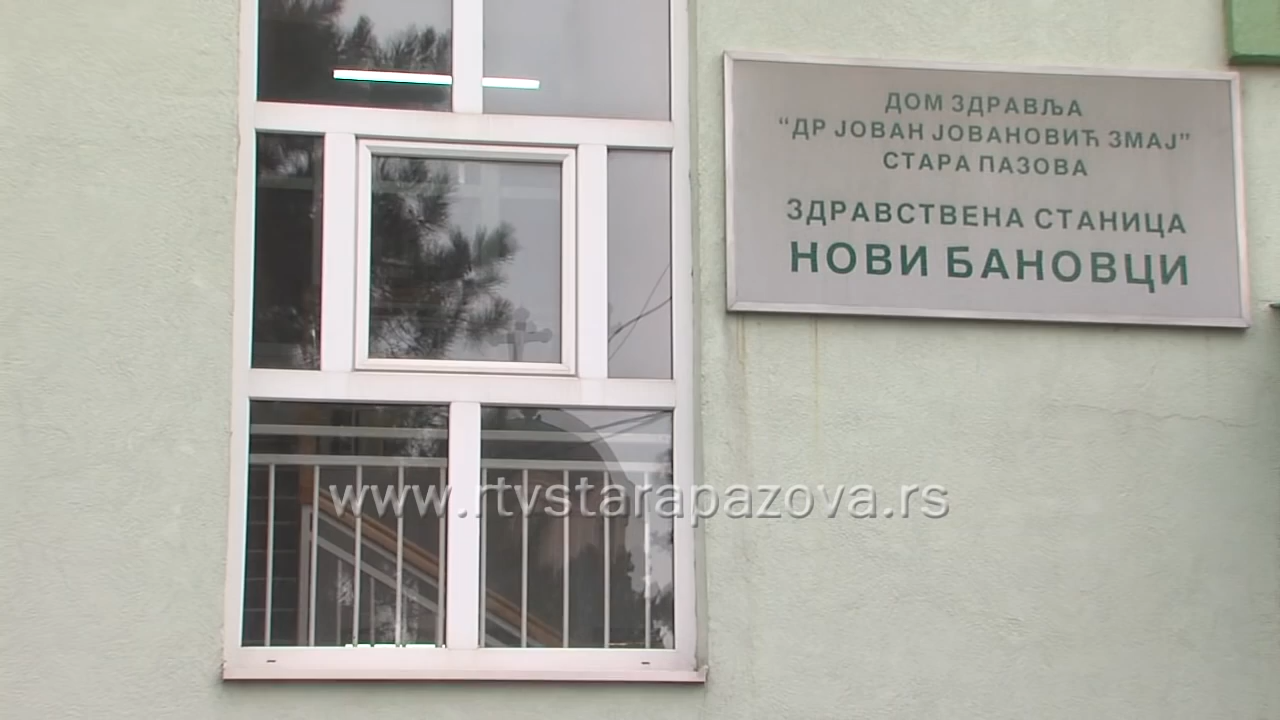 ДОМ ЗДРАВЉА
“ДР ЈОВАН ЈОВАНОВИЋ ЗМАЈ”
СТАРА ПАЗОВА
ЗДРАВСТВЕНА СТАНИЦА
НОВИ БАНОВЦИ
www.rtvstarapazova.rs